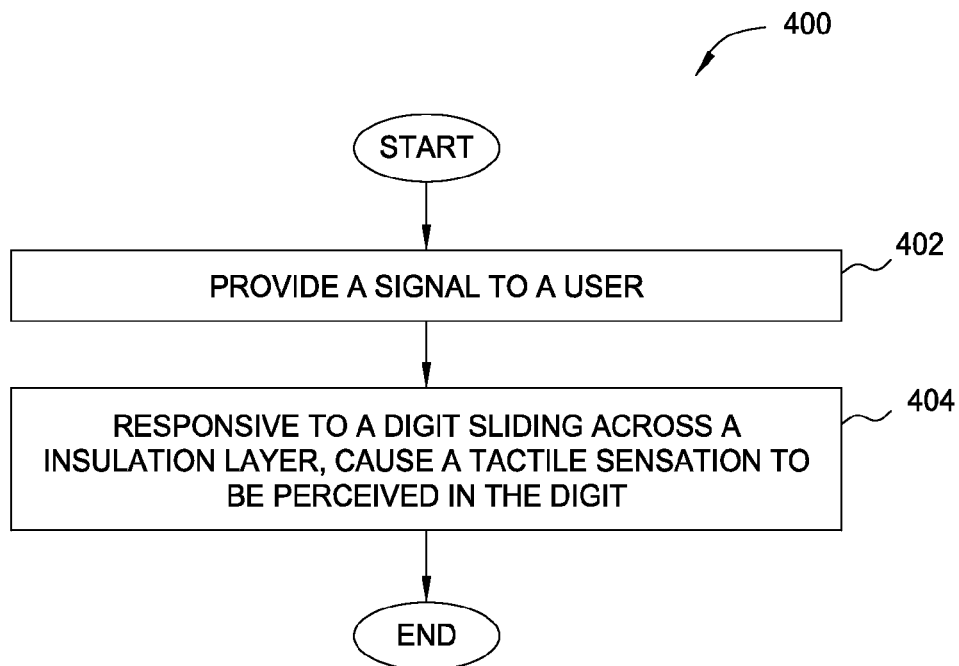 400
START
402
PROVIDE A SIGNAL TO A USER
404
RESPONSIVE TO A DIGIT SLIDING ACROSS A
INSULATION LAYER, CAUSE A TACTILE SENSATION TO
BE PERCEIVED IN THE DIGIT
END